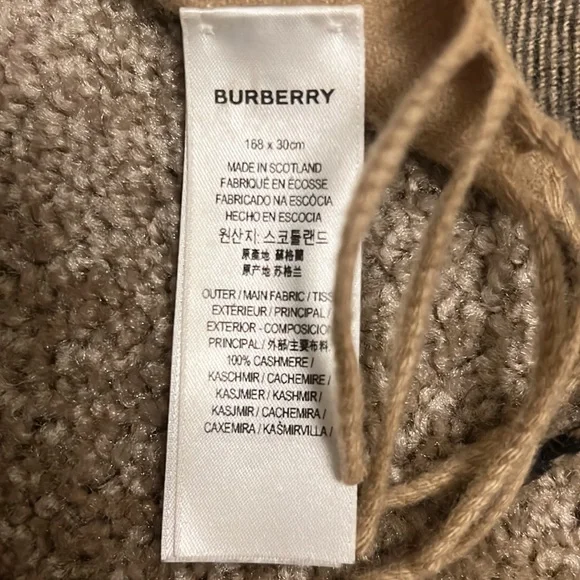 BURBERRY
168 x 30cm
MADE IN SCOTLAND
FABRIQUÉ EN ÉCOSSE
FABRICADO NA ESCÓCIA
HECHO EN ESCOCIA
원산지: 스코틀랜드
原產地 蘇格蘭
原产地 苏格兰
OUTER / MAIN FABRIC / TISS
EXTÉRIEUR / PRINCIPAL /
EXTERIOR - COMPOSICIÓN
PRINCIPAL / 外部/主要布料
100% CASHMERE /
KASCHMIR / CACHEMIRE /
KASJMIER / KASHMIR /
KASJMIR / CACHEMIRA /
CAXEMIRA / KAŠMIRVILLA /